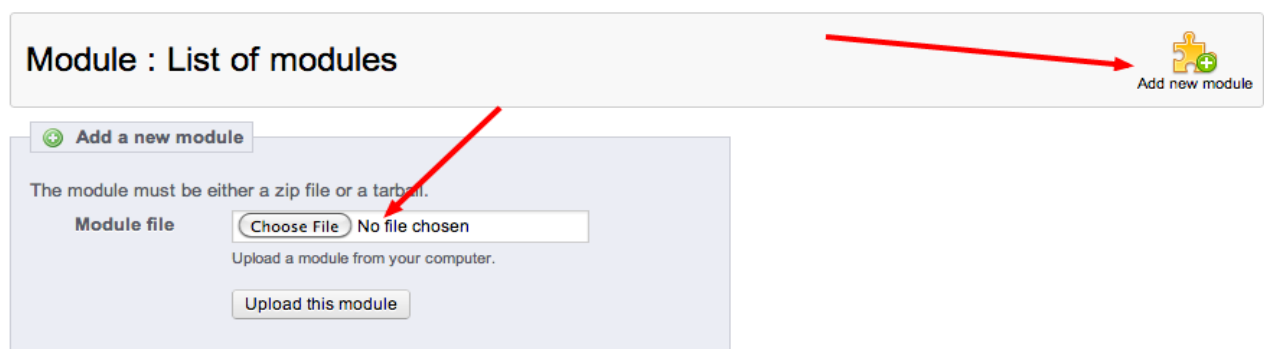 Module : List of modules
Add new module
Add a new module
The module must be either a zip file or a tarball.
Module file
Choose File No file chosen
Upload a module from your computer.
Upload this module